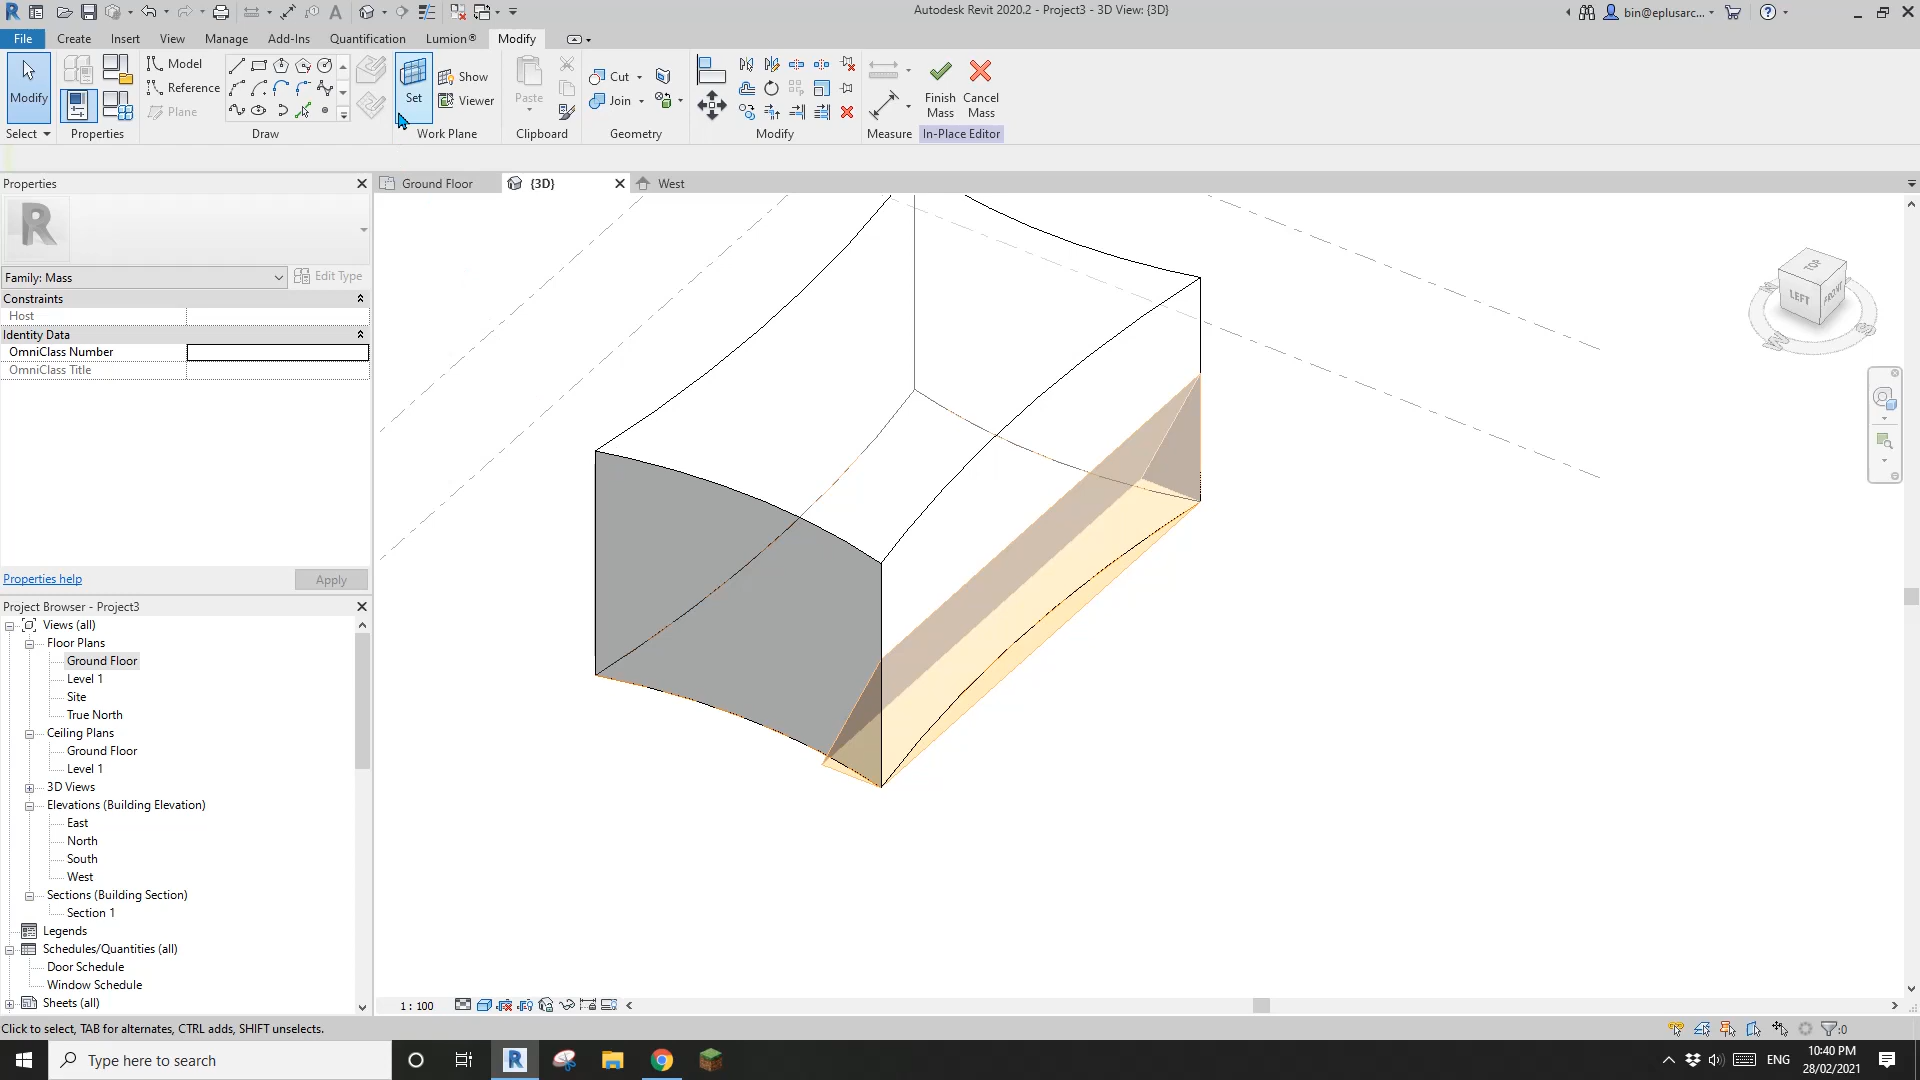 Autodesk Revit 2020.2 - Project3 - 3D View: {3D}
bin@eplusarc...
File
Create
Insert
View
Manage
Add-Ins
Quantification
Lumion®
Modify
Modify
Model
Reference
Plane
Set
Show
Viewer
Paste
Cut
Join
Finish
Mass
Cancel
Mass
Select
Properties
Draw
Work Plane
Clipboard
Geometry
Modify
Measure
In-Place Editor
Properties
Ground Floor
{3D}
West
R
Family: Mass
Edit Type
Constraints
Host
Identity Data
OmniClass Number
OmniClass Title
Properties help
Apply
TOP
LEFT
FRONT
W
S
Project Browser - Project3
Views (all)
Floor Plans
Ground Floor
Level 1
Site
True North
Ceiling Plans
Ground Floor
Level 1
3D Views
Elevations (Building Elevation)
East
North
South
West
Sections (Building Section)
Section 1
Legends
Schedules/Quantities (all)
Door Schedule
Window Schedule
Sheets (all)
1 : 100
Click to select, TAB for alternates, CTRL adds, SHIFT unselects.
:0
Type here to search
ENG
10:40 PM
28/02/2021